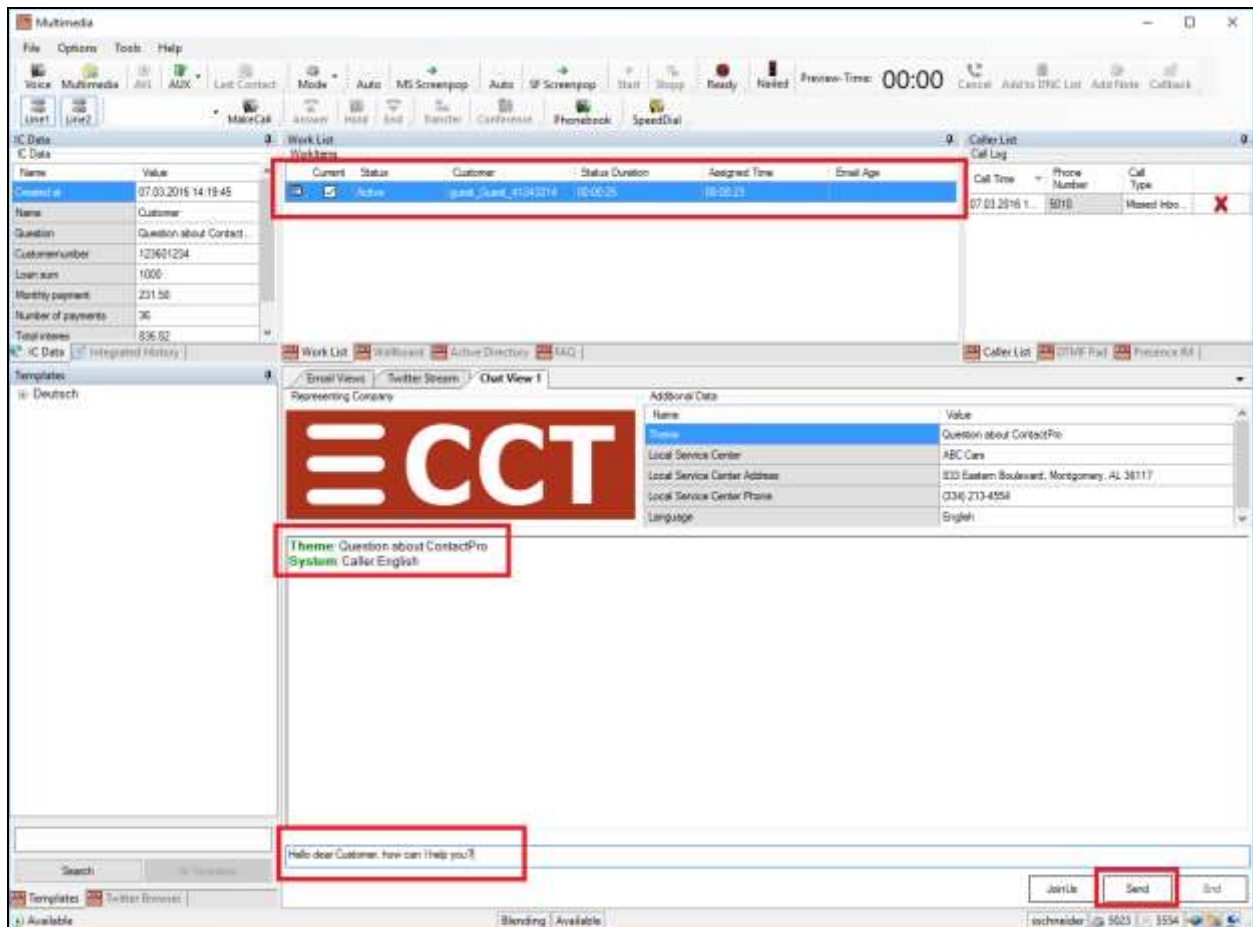 Multimedia
File Options Tools Help
Voice Multimedia AUX Last Contact Mode Auto MS Screenpop Auto SF Screenpop Start Stopp Ready Nailed Preview-Time: 00:00 Cancel Add to DNC List Add Note Callback
Line1 Line2 MakeCall Answer Hold End Transfer Conference Phonebook SpeedDial
IC Data
IC Data
Name Value
Created at 07.03.2016 14:19:45
Name Customer
Question Question about Contact...
Customernumber 123601234
Loan sum 1000
Monthly payment 231.50
Number of payments 36
Total interes 836.92
IC Data Integrated History
Work List
WorkItems
Current Status Customer Status Duration Assigned Time Email Age
Active 00:00:25 00:00:23
Work List Wallboard Active Directory FAQ
Caller List
Call Log
Call Time Phone Number Call Type
07.03.2016 1... 5010 Missed Inbo...
Caller List DTMF Pad Presence IM
Templates
Deutsch
Search
Templates Twitter Browser
Email Views Twitter Stream Chat View 1
Representing Company
CCT
Additional Data
Name Value
Theme Question about ContactPro
Local Service Center ABC Cars
Local Service Center Address 833 Eastern Boulevard, Montgomery, AL 36117
Local Service Center Phone (334) 213-4554
Language English
Theme: Question about ContactPro
System: Caller:English
Hello dear Customer, how can I help you?
JoinUs Send End
Available Blending Available oschneider 5023 3554